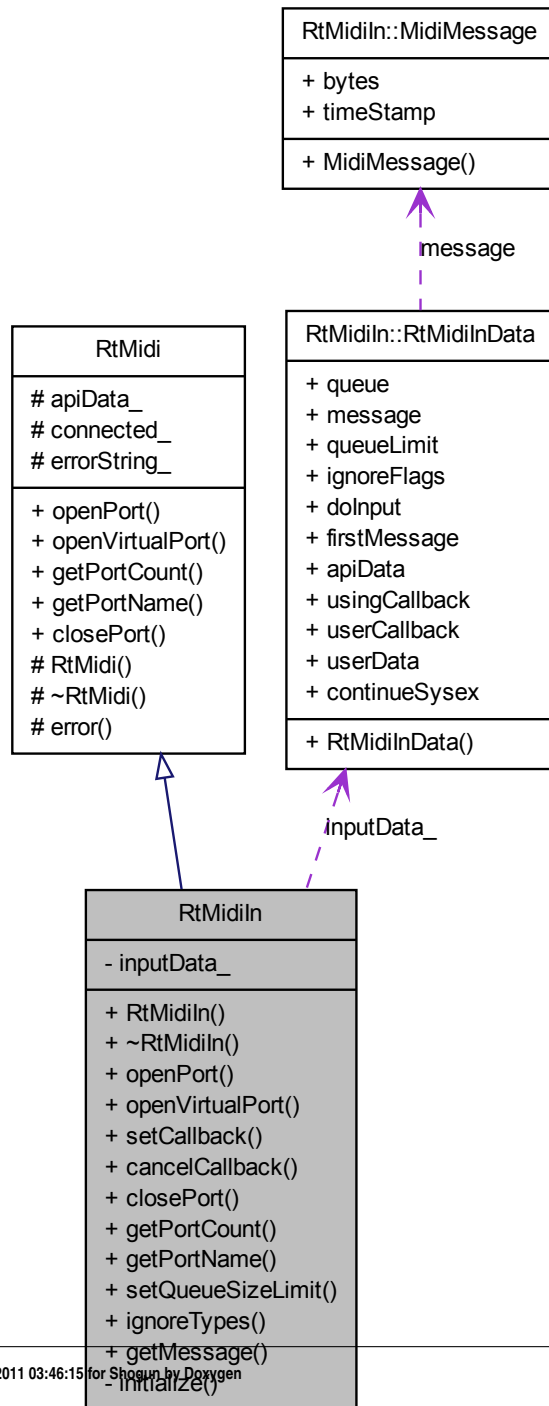 RtMidiIn::MidiMessage
+ bytes
+ timeStamp
+ MidiMessage()
message
RtMidiIn::RtMidiInData
+ queue
+ message
+ queueLimit
+ ignoreFlags
+ doInput
+ firstMessage
+ apiData
+ usingCallback
+ userCallback
+ userData
+ continueSysex
+ RtMidiInData()
RtMidi
# apiData_
# connected_
# errorString_
+ openPort()
+ openVirtualPort()
+ getPortCount()
+ getPortName()
+ closePort()
# RtMidi()
# ~RtMidi()
# error()
inputData_
RtMidiIn
- inputData_
+ RtMidiIn()
+ ~RtMidiIn()
+ openPort()
+ openVirtualPort()
+ setCallback()
+ cancelCallback()
+ closePort()
+ getPortCount()
+ getPortName()
+ setQueueSizeLimit()
+ ignoreTypes()
+ getMessage()
- initialize()
2011 03:46:15 for Shogun by Doxygen